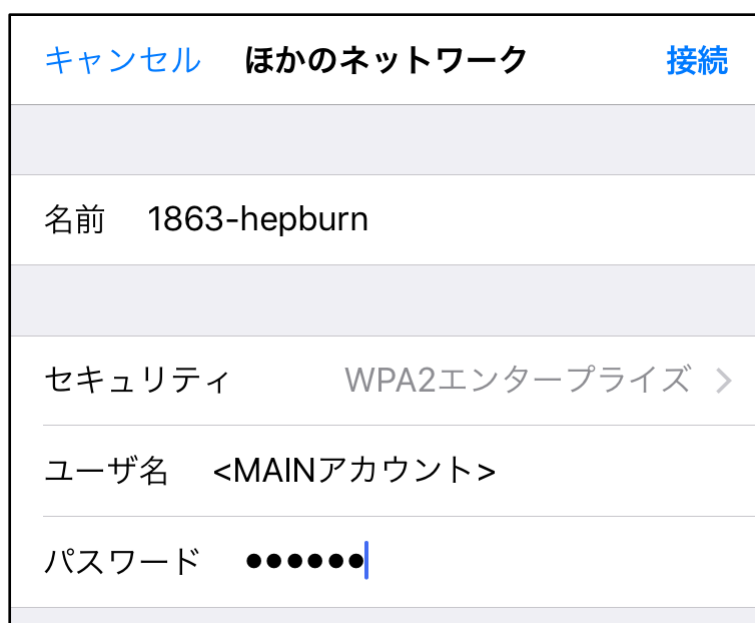 キャンセル ほかのネットワーク 接続
名前 1863-hepburn
セキュリティ WPA2エンタープライズ
ユーザ名 <MAINアカウント>
パスワード ●●●●●●